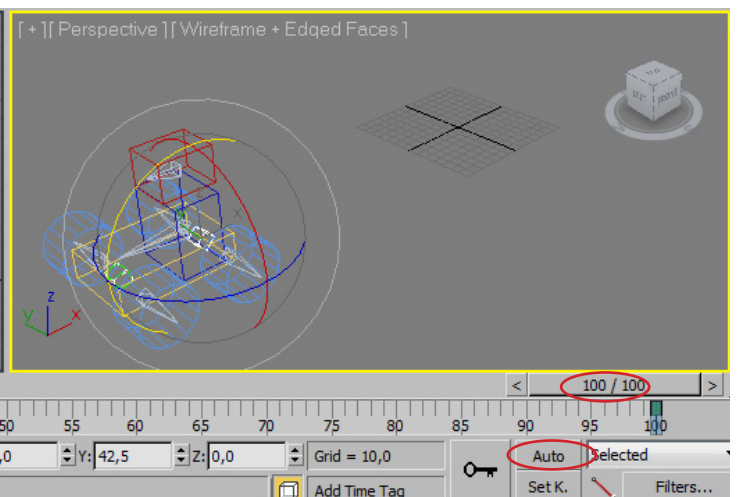 [ + ][ Perspective ][ Wireframe + Edged Faces ]
z
y
x
x
< 100 / 100 >
50 55 60 65 70 75 80 85 90 95 100
,0 Y: 42,5 Z: 0,0 Grid = 10,0 Auto Selected
Add Time Tag Set K. Filters...